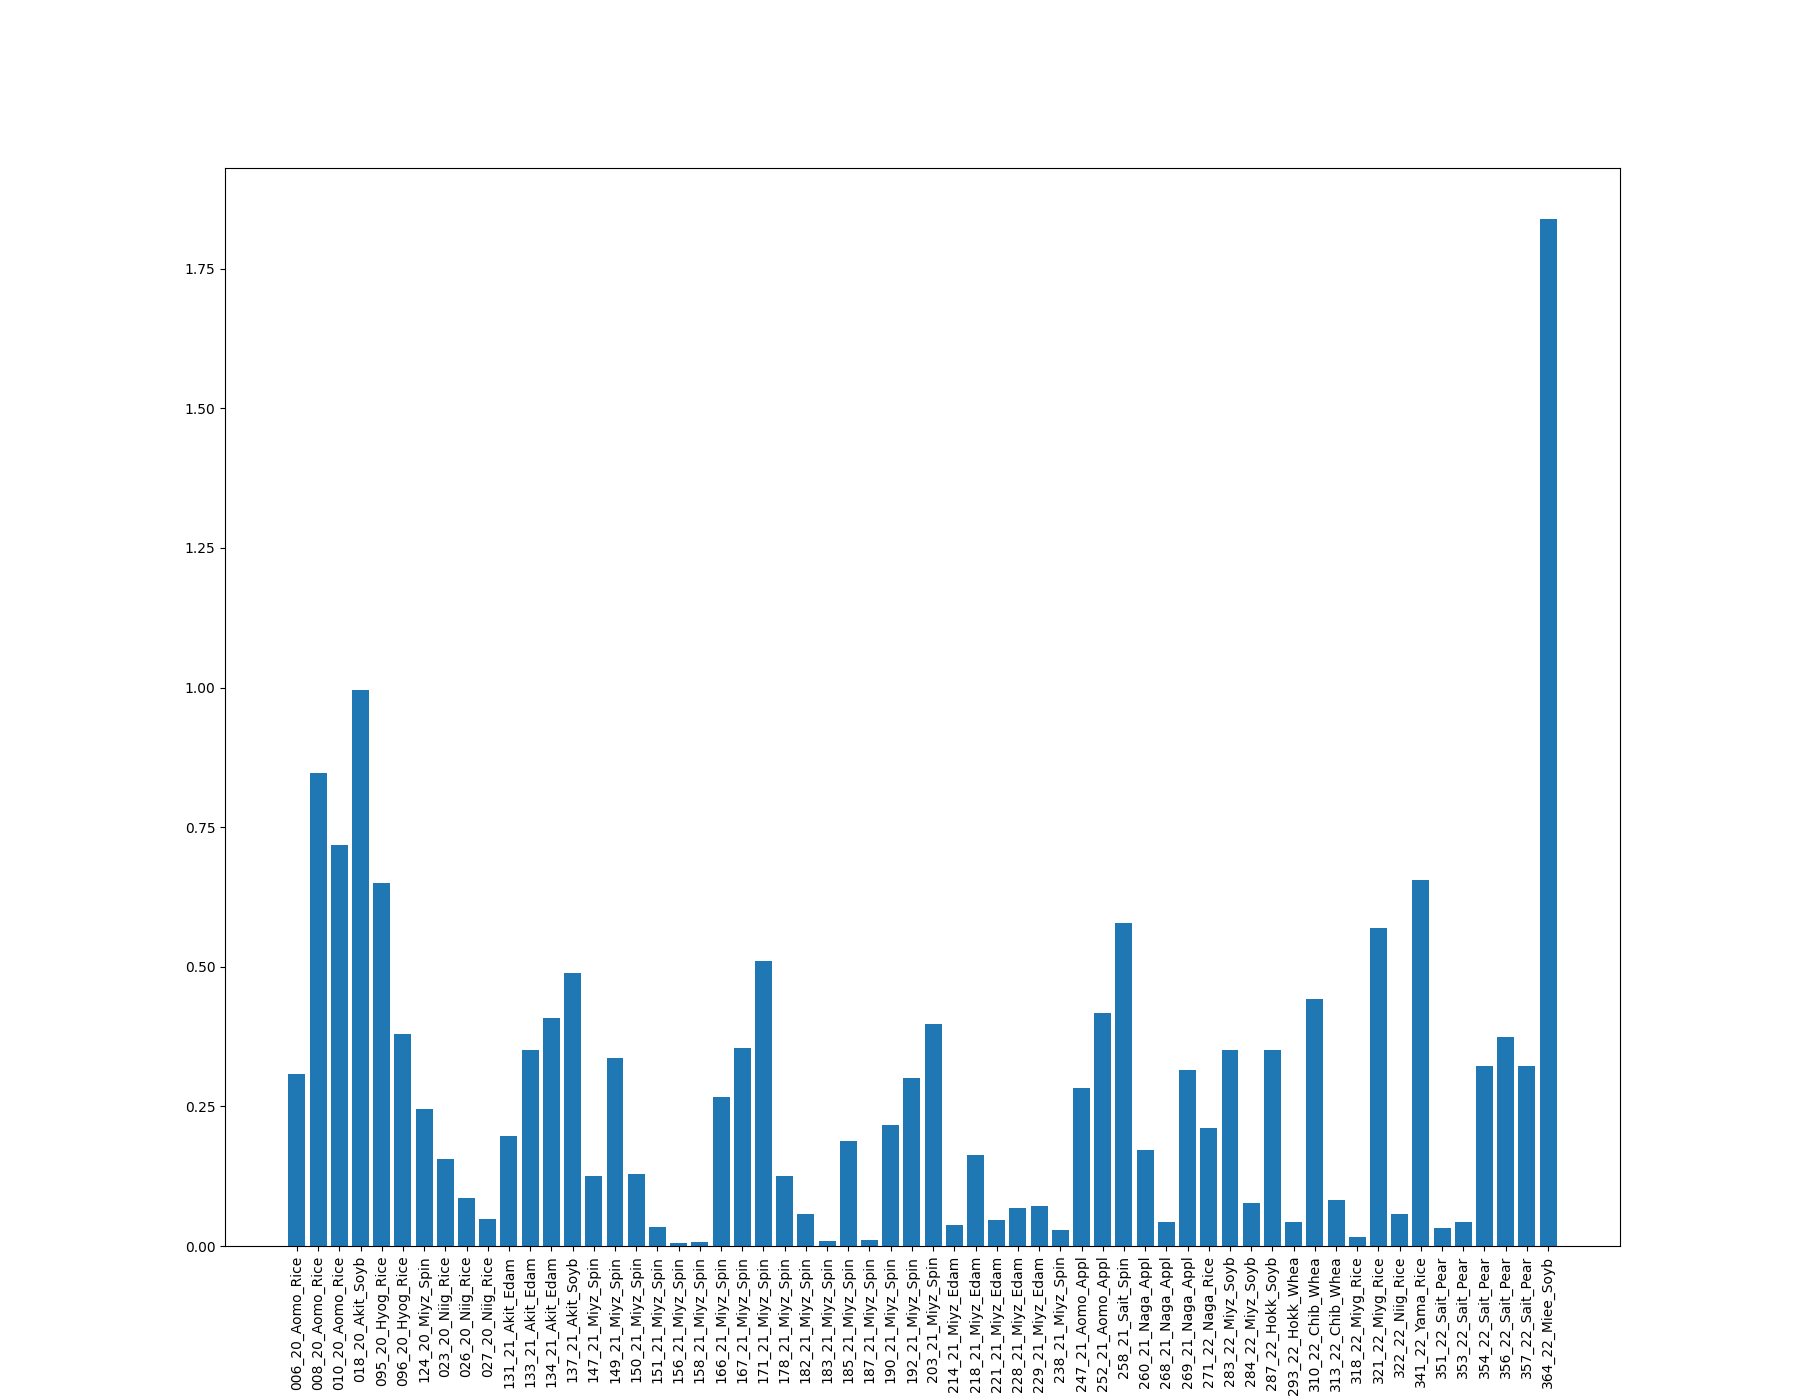 1.75
1.50
1.25
1.00
0.75
0.50
0.25
0.00
006_20_Aomo_Rice
008_20_Aomo_Rice
010_20_Aomo_Rice
018_20_Akit_Soyb
095_20_Hyog_Rice
096_20_Hyog_Rice
124_20_Miyz_Spin
023_20_Niig_Rice
026_20_Niig_Rice
027_20_Niig_Rice
131_21_Akit_Edam
133_21_Akit_Edam
134_21_Akit_Edam
137_21_Akit_Soyb
147_21_Miyz_Spin
149_21_Miyz_Spin
150_21_Miyz_Spin
151_21_Miyz_Spin
156_21_Miyz_Spin
158_21_Miyz_Spin
166_21_Miyz_Spin
167_21_Miyz_Spin
171_21_Miyz_Spin
178_21_Miyz_Spin
182_21_Miyz_Spin
183_21_Miyz_Spin
185_21_Miyz_Spin
187_21_Miyz_Spin
190_21_Miyz_Spin
192_21_Miyz_Spin
203_21_Miyz_Spin
214_21_Miyz_Edam
218_21_Miyz_Edam
221_21_Miyz_Edam
228_21_Miyz_Edam
229_21_Miyz_Edam
238_21_Miyz_Spin
247_21_Aomo_Appl
252_21_Aomo_Appl
258_21_Sait_Spin
260_21_Naga_Appl
268_21_Naga_Appl
269_21_Naga_Appl
271_22_Naga_Rice
283_22_Miyz_Soyb
284_22_Miyz_Soyb
287_22_Hokk_Soyb
293_22_Hokk_Whea
310_22_Chib_Whea
313_22_Chib_Whea
318_22_Miyg_Rice
321_22_Miyg_Rice
322_22_Niig_Rice
341_22_Yama_Rice
351_22_Sait_Pear
353_22_Sait_Pear
354_22_Sait_Pear
356_22_Sait_Pear
357_22_Sait_Pear
364_22_Miee_Soyb